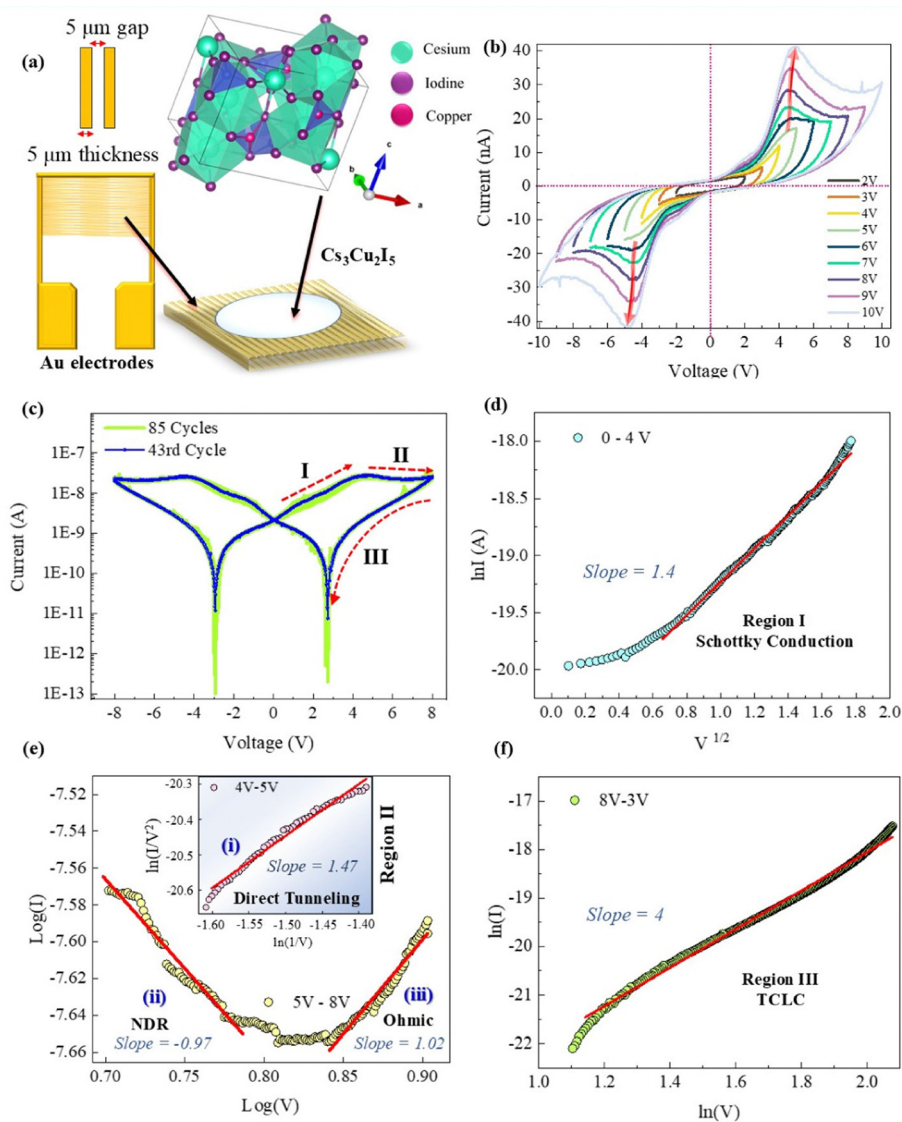 (a)
5 μm gap
5 μm thickness
Au electrodes
Cesium
Iodine
Copper
c
b
a
Cs3Cu2I5
(b)
Current (nA)
40
30
20
10
0
-10
-20
-30
-40
-10 -8 -6 -4 -2 0 2 4 6 8 10
Voltage (V)
2V
3V
4V
5V
6V
7V
8V
9V
10V
(c)
85 Cycles
43rd Cycle
I
II
III
Current (A)
1E-7
1E-8
1E-9
1E-10
1E-11
1E-12
1E-13
-8 -6 -4 -2 0 2 4 6 8
Voltage (V)
(d)
0 - 4 V
lnI (A)
-18.0
-18.5
-19.0
-19.5
-20.0
Slope = 1.4
Region I
Schottky Conduction
0.0 0.2 0.4 0.6 0.8 1.0 1.2 1.4 1.6 1.8 2.0
V 1/2
(e)
Log(I)
-7.52
-7.54
-7.56
-7.58
-7.60
-7.62
-7.64
-7.66
4V-5V
ln(I/V2)
-20.3
-20.4
-20.5
-20.6
(i)
Slope = 1.47
Direct Tunneling
-1.60 -1.55 -1.50 -1.45 -1.40
ln(1/V)
Region II
(ii)
NDR
Slope = -0.97
5V - 8V
(iii)
Ohmic
Slope = 1.02
0.70 0.75 0.80 0.85 0.90
Log(V)
(f)
8V-3V
ln(I)
-17
-18
-19
-20
-21
-22
Slope = 4
Region III
TCLC
1.0 1.2 1.4 1.6 1.8 2.0
ln(V)